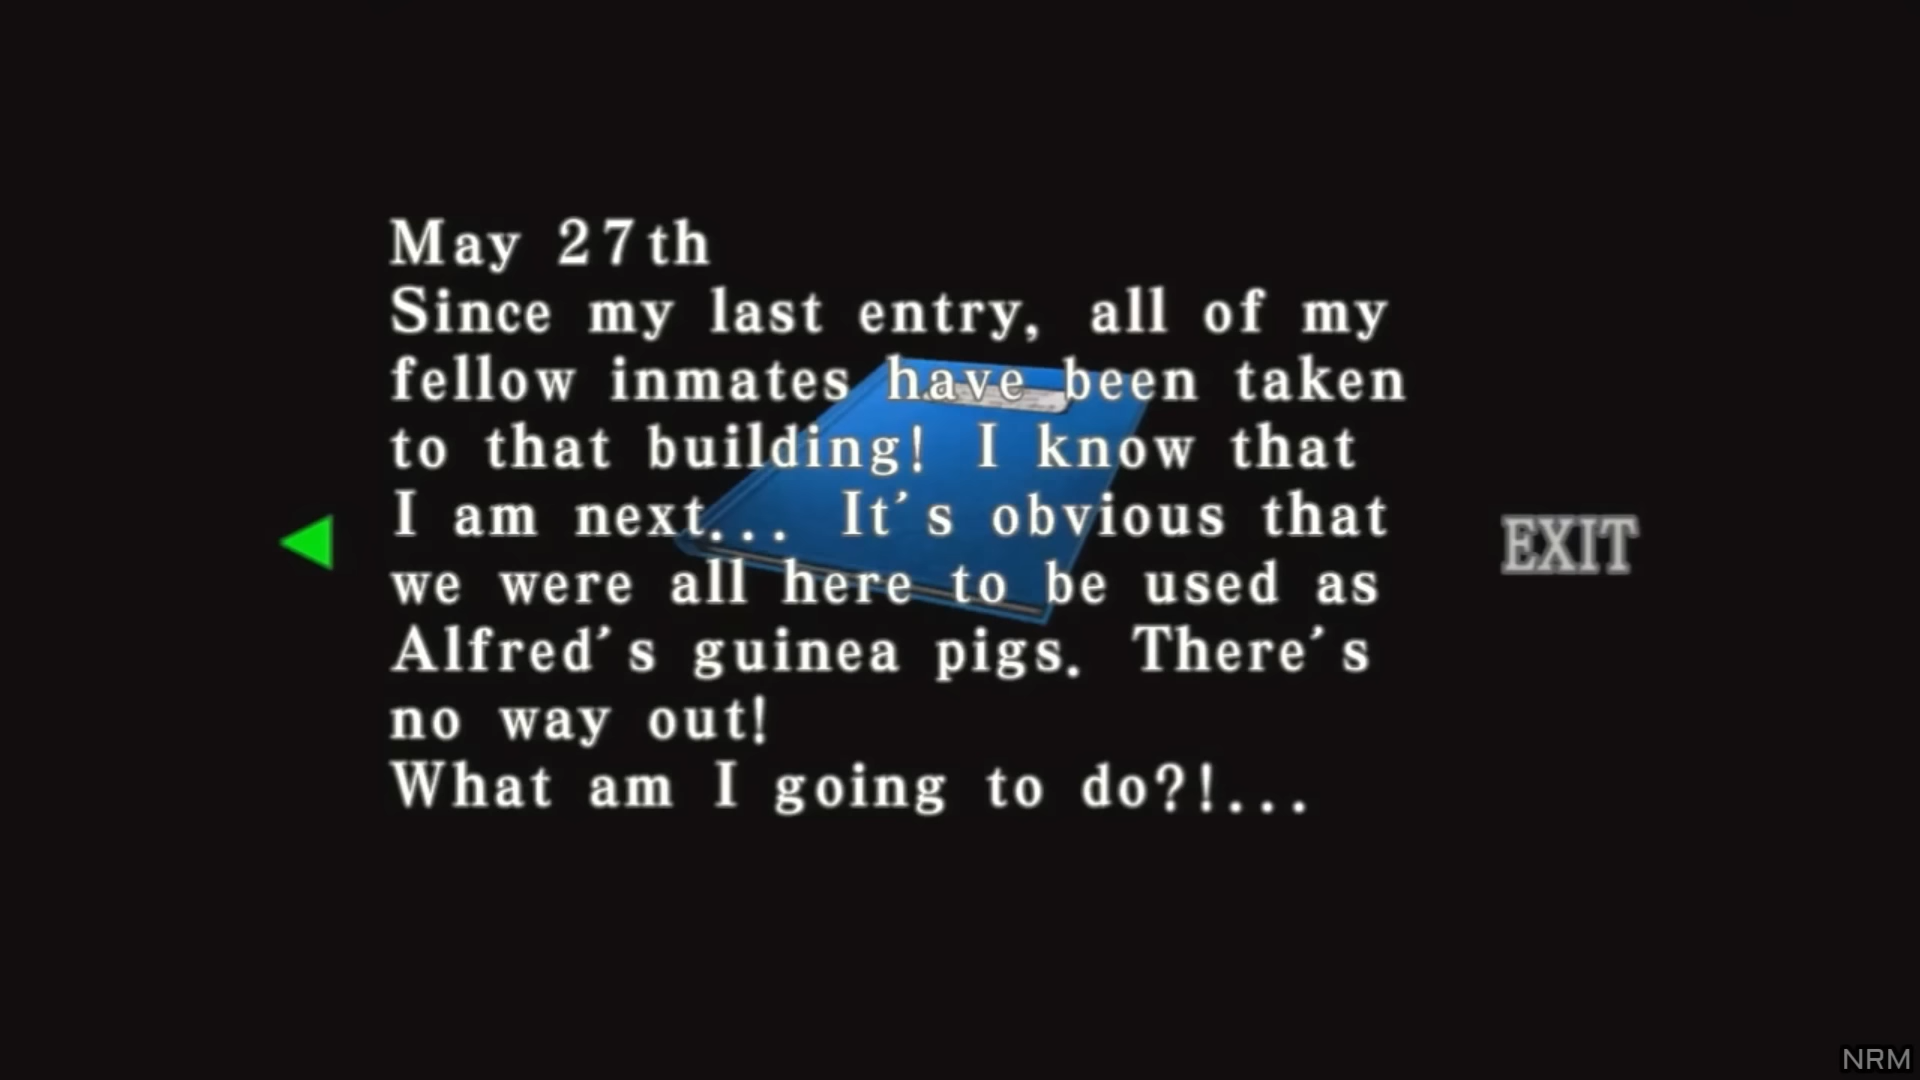 May 27th
Since my last entry, all of my
fellow inmates have been taken
to that building! I know that
I am next... It's obvious that
we were all here to be used as
Alfred's guinea pigs. There's
no way out!
What am I going to do?!...
EXIT
NRM